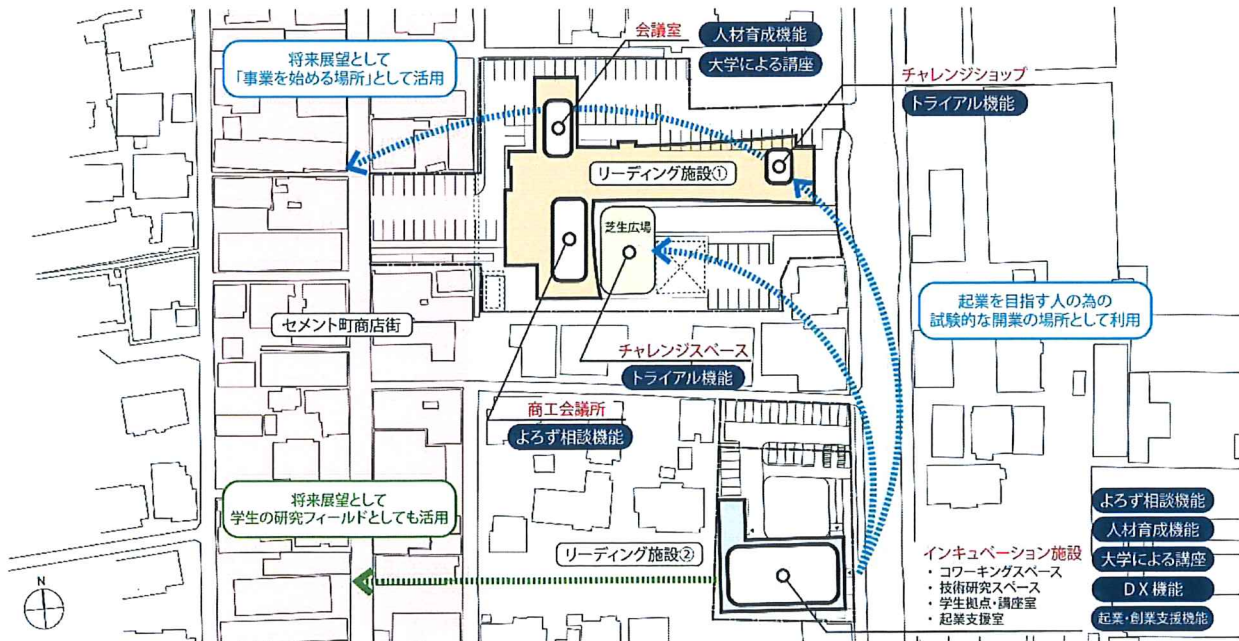 会議室
人材育成機能
大学による講座
将来展望として
「事業を始める場所」として活用
チャレンジショップ
トライアル機能
リーディング施設①
芝生広場
セメント町商店街
起業を目指す人の為の
試験的な開業の場所として利用
チャレンジスペース
トライアル機能
商工会議所
よろず相談機能
将来展望として
学生の研究フィールドとしても活用
リーディング施設②
インキュベーション施設
・コワーキングスペース
・技術研究スペース
・学生拠点・講座室
・起業支援室
よろず相談機能
人材育成機能
大学による講座
DX機能
起業・創業支援機能
N